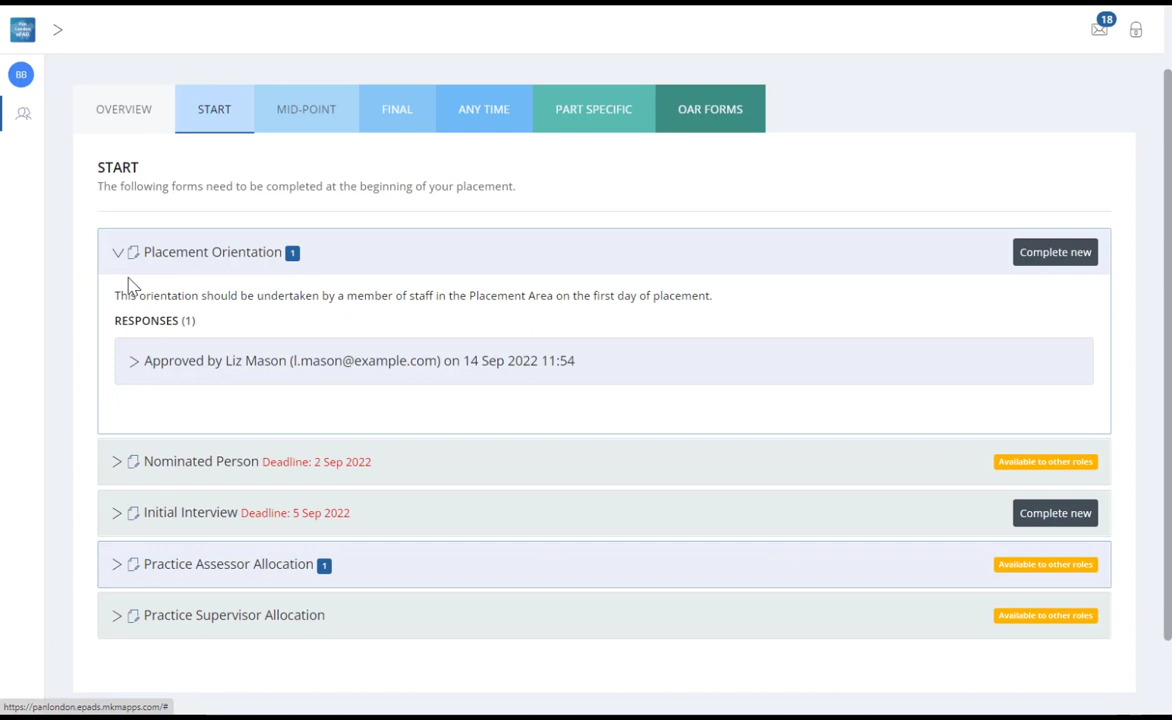 Pan
London
ePAD
18
BB
OVERVIEW
START
MID-POINT
FINAL
ANY TIME
PART SPECIFIC
OAR FORMS
START
The following forms need to be completed at the beginning of your placement.
Placement Orientation 1
Complete new
This orientation should be undertaken by a member of staff in the Placement Area on the first day of placement.
RESPONSES (1)
Approved by Liz Mason (l.mason@example.com) on 14 Sep 2022 11:54
Nominated Person Deadline: 2 Sep 2022
Available to other roles
Initial Interview Deadline: 5 Sep 2022
Complete new
Practice Assessor Allocation 1
Available to other roles
Practice Supervisor Allocation
Available to other roles
https://panlondon.epads.mkmapps.com/#